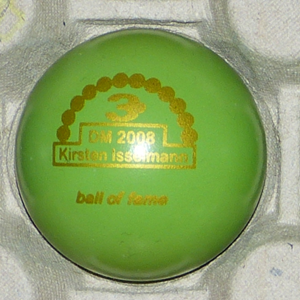 3
DM 2008
Kirsten isselmann
ball of fame